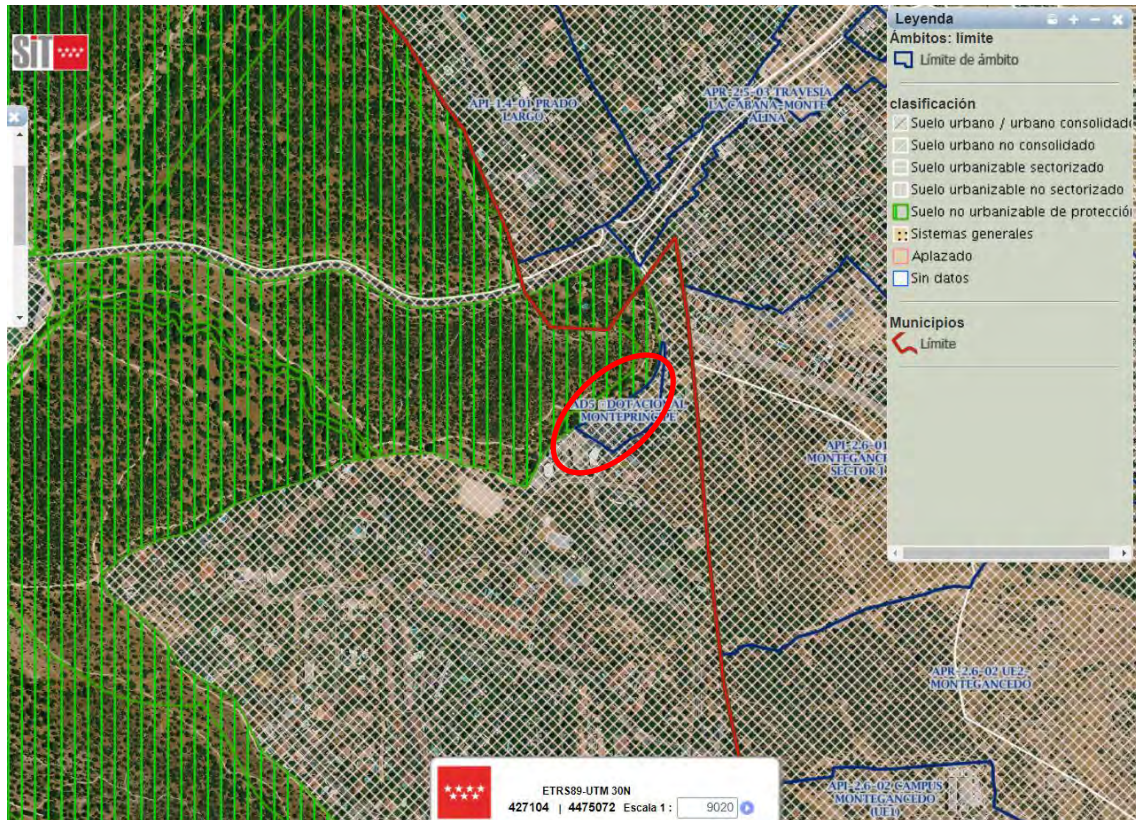 SiT
API-1.4-01 PRADO
LARGO
APR-2.5-03 TRAVESIA
LA CABAÑA-MONTE
ALINA
AD5 : DOTACIONAL
MONTEPRINCIPE
API-2.6-01
MONTEGANCE
SECTOR I
APR-2.6-02 UE2-
MONTEGANCEDO
API-2.6-02 CAMPUS
MONTEGANCEDO
(UE1)
Leyenda
Ámbitos: límite
Límite de ámbito
clasificación
Suelo urbano / urbano consolidado
Suelo urbano no consolidado
Suelo urbanizable sectorizado
Suelo urbanizable no sectorizado
Suelo no urbanizable de protecció
Sistemas generales
Aplazado
Sin datos
Municipios
Límite
ETRS89-UTM 30N
427104 | 4475072 Escala 1 : 9020